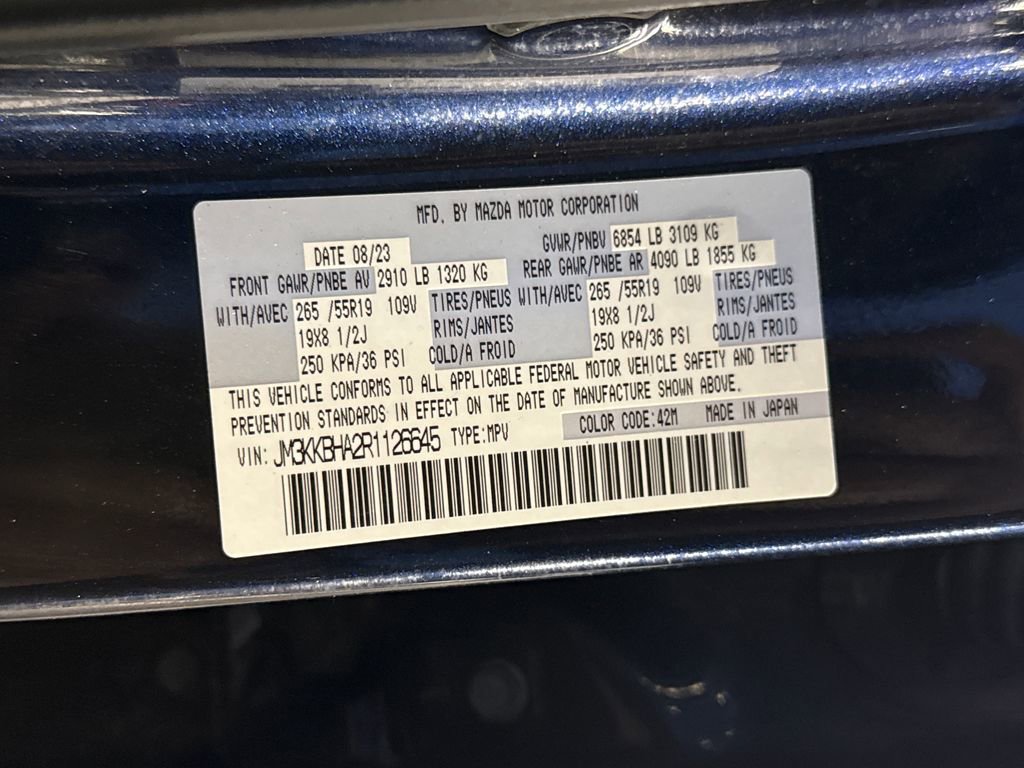 MFD. BY MAZDA MOTOR CORPORATION
DATE 08/23 GVWR/PNBV 6854 LB 3109 KG
FRONT GAWR/PNBE AV 2910 LB 1320 KG REAR GAWR/PNBE AR 4090 LB 1855 KG
WITH/AVEC 265 /55R19 109V TIRES/PNEUS WITH/AVEC 265 /55R19 109V TIRES/PNEUS
19X8 1/2J RIMS/JANTES 19X8 1/2J RIMS/JANTES
250 KPA/36 PSI COLD/A FROID 250 KPA/36 PSI COLD/A FROID
THIS VEHICLE CONFORMS TO ALL APPLICABLE FEDERAL MOTOR VEHICLE SAFETY AND THEFT
PREVENTION STANDARDS IN EFFECT ON THE DATE OF MANUFACTURE SHOWN ABOVE.
VIN: JM3KKBHA2R1126645 TYPE:MPV COLOR CODE:42M MADE IN JAPAN